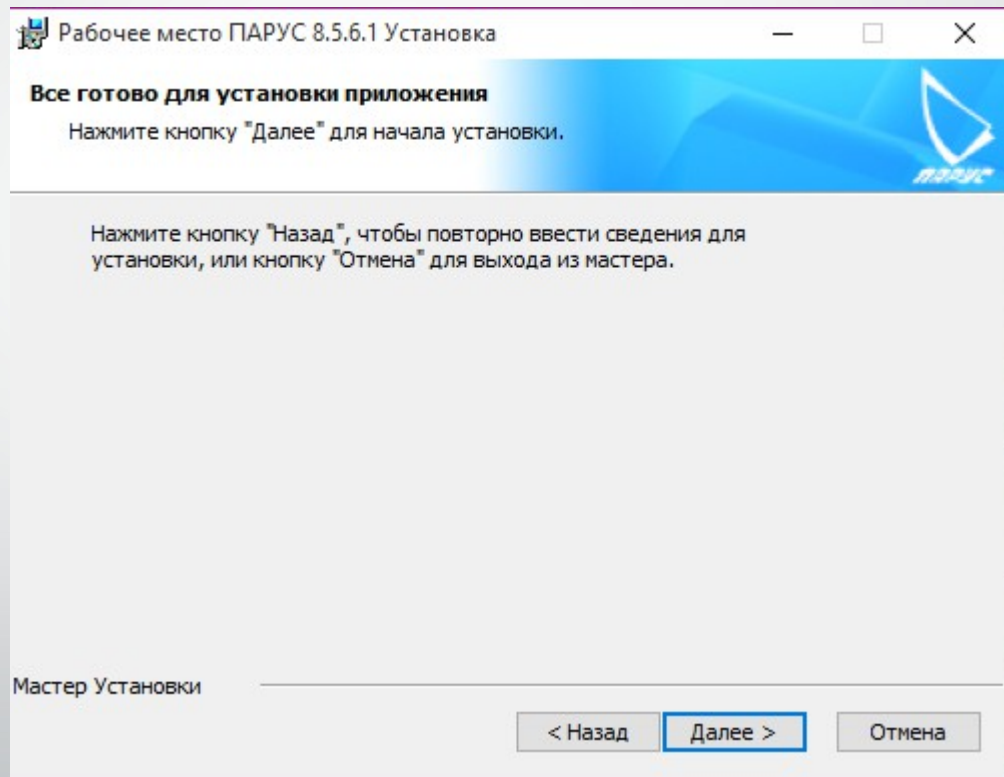 Рабочее место ПАРУС 8.5.6.1 Установка
Все готово для установки приложения
Нажмите кнопку "Далее" для начала установки.
ПАРУС
Нажмите кнопку "Назад", чтобы повторно ввести сведения для
установки, или кнопку "Отмена" для выхода из мастера.
Мастер Установки
< Назад
Далее >
Отмена